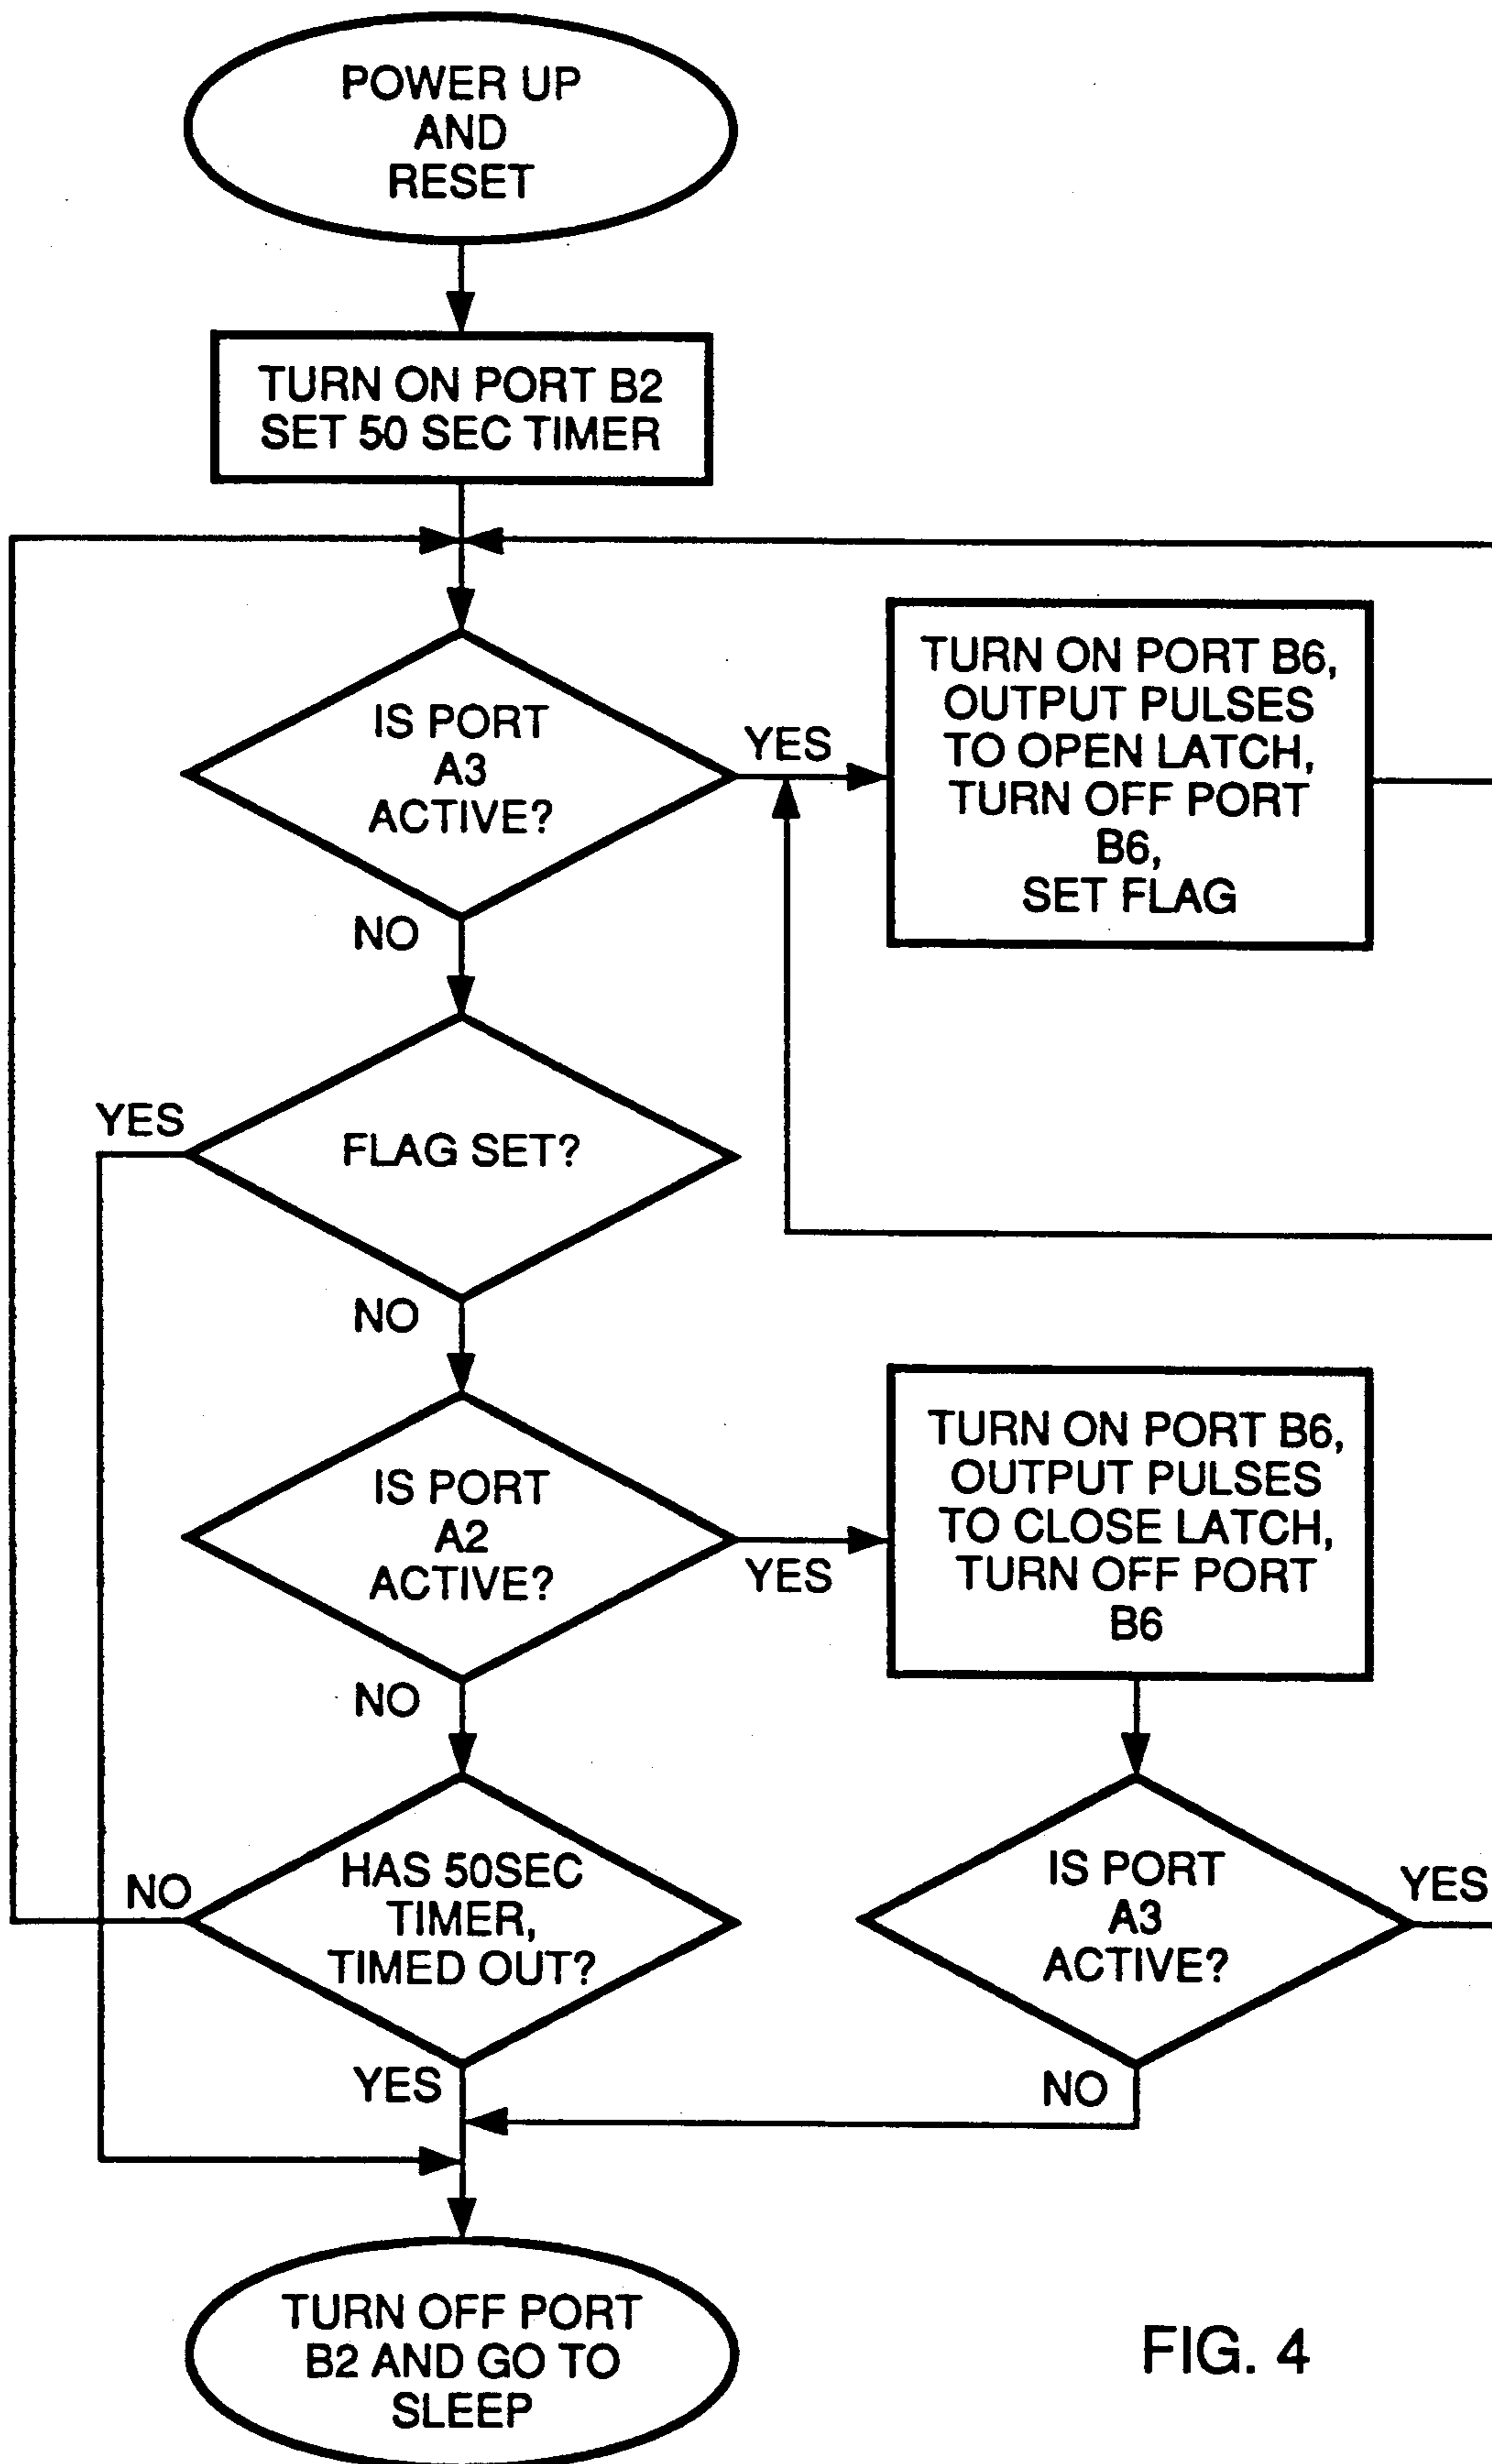 POWER UP
AND
RESET
TURN ON PORT B2
SET 50 SEC TIMER
IS PORT
A3
ACTIVE?
YES
TURN ON PORT B6,
OUTPUT PULSES
TO OPEN LATCH,
TURN OFF PORT
B6,
SET FLAG
NO
YES
FLAG SET?
NO
IS PORT
A2
ACTIVE?
YES
TURN ON PORT B6,
OUTPUT PULSES
TO CLOSE LATCH,
TURN OFF PORT
B6
NO
NO
HAS 50SEC
TIMER,
TIMED OUT?
IS PORT
A3
ACTIVE?
YES
YES
NO
TURN OFF PORT
B2 AND GO TO
SLEEP
FIG. 4